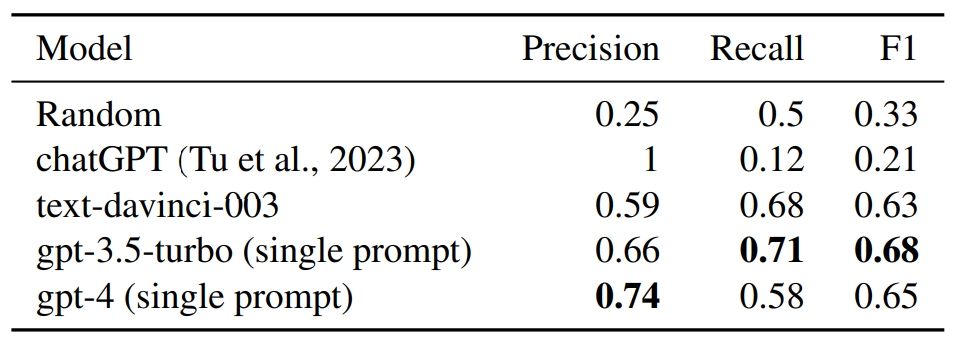 Model Precision Recall F1
Random 0.25 0.5 0.33
chatGPT (Tu et al., 2023) 1 0.12 0.21
text-davinci-003 0.59 0.68 0.63
gpt-3.5-turbo (single prompt) 0.66 0.71 0.68
gpt-4 (single prompt) 0.74 0.58 0.65